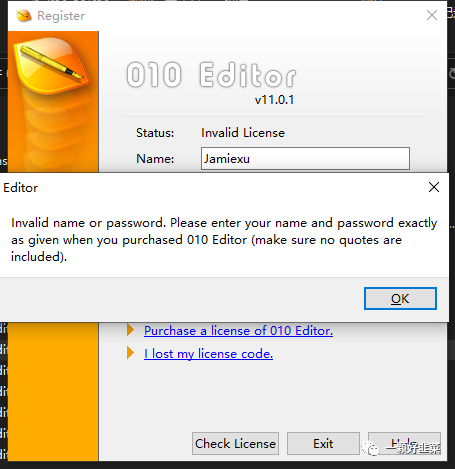 Register
010 Editor
v11.0.1
Status: Invalid License
Name: Jamiexu
Editor
Invalid name or password. Please enter your name and password exactly
as given when you purchased 010 Editor (make sure no quotes are
included).
OK
Purchase a license of 010 Editor.
I lost my license code.
Check License Exit Help
一颗好韭菜